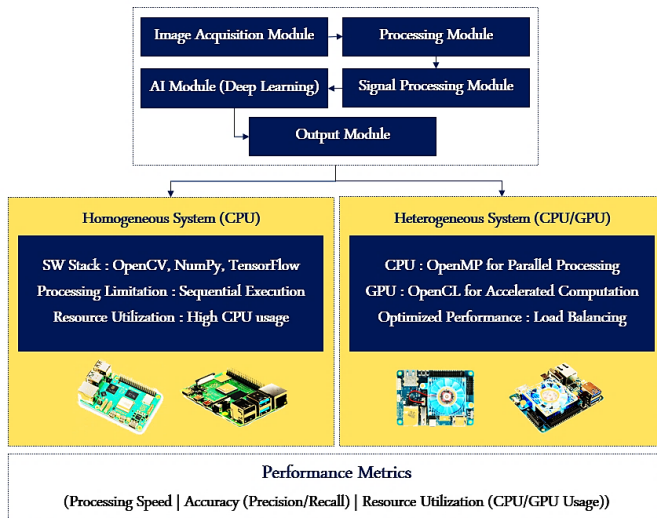 Image Acquisition Module
Processing Module
AI Module (Deep Learning)
Signal Processing Module
Output Module
Homogeneous System (CPU)
SW Stack : OpenCV, NumPy, TensorFlow
Processing Limitation : Sequential Execution
Resource Utilization : High CPU usage
Heterogeneous System (CPU/GPU)
CPU : OpenMP for Parallel Processing
GPU : OpenCL for Accelerated Computation
Optimized Performance : Load Balancing
Performance Metrics
(Processing Speed | Accuracy (Precision/Recall) | Resource Utilization (CPU/GPU Usage))